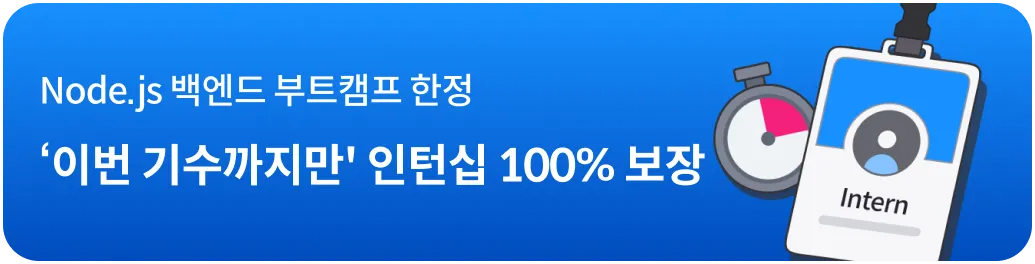 Node.js 백엔드 부트캠프 한정
‘이번 기수까지만' 인턴십 100% 보장
Intern